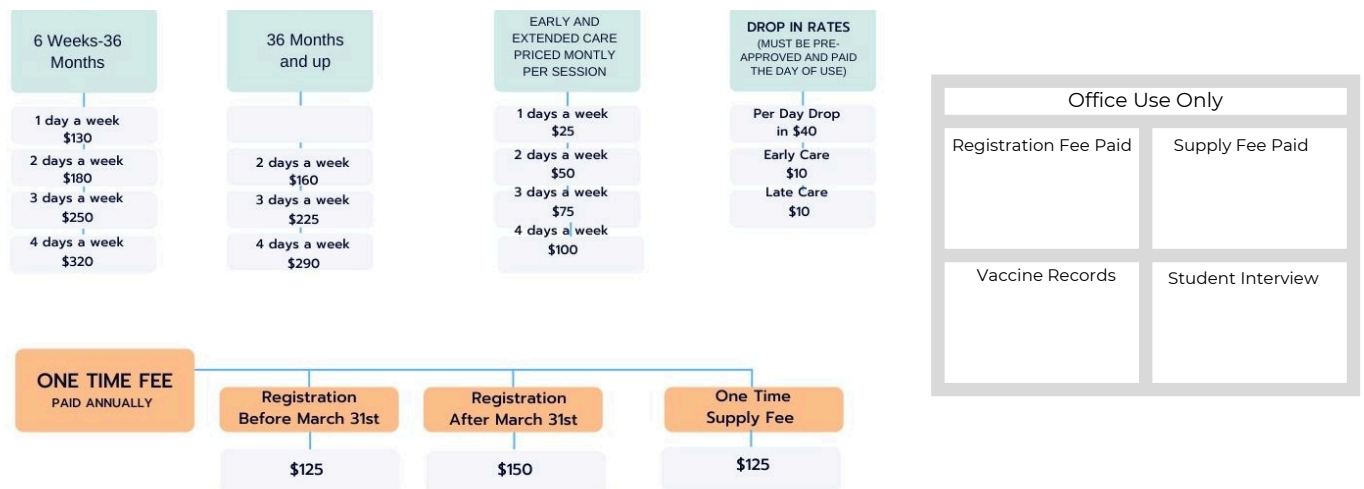 6 Weeks-36
Months
1 day a week
$130
2 days a week
$180
3 days a week
$250
4 days a week
$320
36 Months
and up
2 days a week
$160
3 days a week
$225
4 days a week
$290
EARLY AND
EXTENDED CARE
PRICED MONTLY
PER SESSION
1 days a week
$25
2 days a week
$50
3 days a week
$75
4 days a week
$100
DROP IN RATES
(MUST BE PRE-
APPROVED AND PAID
THE DAY OF USE)
Per Day Drop
in $40
Early Care
$10
Late Care
$10
Office Use Only
Registration Fee Paid
Supply Fee Paid
Vaccine Records
Student Interview
ONE TIME FEE
PAID ANNUALLY
Registration
Before March 31st
$125
Registration
After March 31st
$150
One Time
Supply Fee
$125